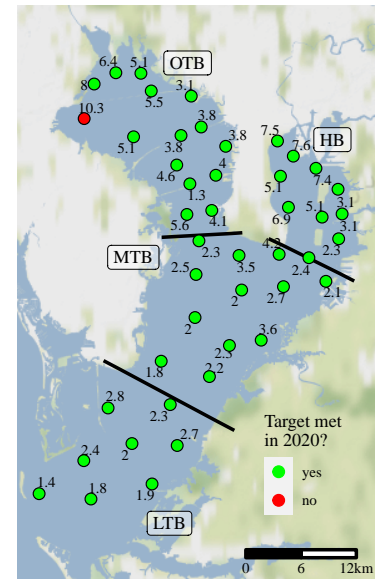 6.4 5.1 OTB
8 5.5 3.1
10.3
3.8
5.1 3.8 3.8 7.5 HB
7.6
4.6 4 5.1 7.4
1.3
5.6 4.1 6.9 5.1 3.1
3.1
MTB 2.3 4.2 2.3
3.5 2.4
2.5
2 2.7 2.1
2
3.6
2.3
1.8 2.2
2.8 2.3
Target met
in 2020?
2 2.7
2.4
yes
1.4 1.8 1.9 no
LTB
0 6 12km